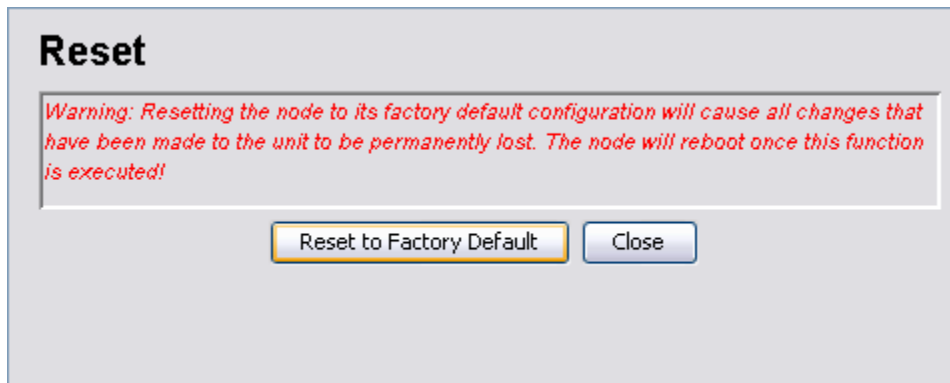 Reset
Warning: Resetting the node to its factory default configuration will cause all changes that
have been made to the unit to be permanently lost. The node will reboot once this function
is executed!
Reset to Factory Default Close